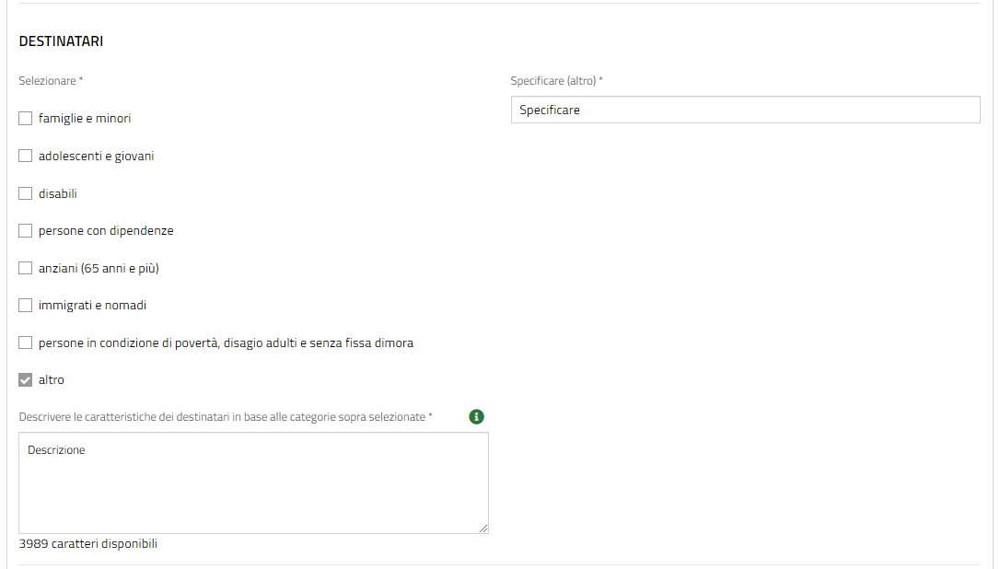 DESTINATARI
Selezionare *
Specificare (altro) *
Specificare
famiglie e minori
adolescenti e giovani
disabili
persone con dipendenze
anziani (65 anni e più)
immigrati e nomadi
persone in condizione di povertà, disagio adulti e senza fissa dimora
altro
Descrivere le caratteristiche dei destinatari in base alle categorie sopra selezionate *
Descrizione
3989 caratteri disponibili